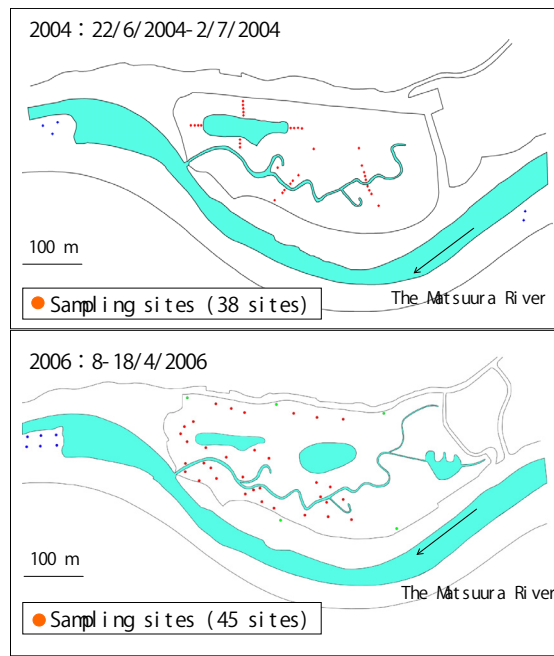 2004 : 22/6/2004-2/7/2004
100 m
The Matsuura River
Sampling sites (38 sites)
2006 : 8-18/4/2006
100 m
The Matsuura River
Sampling sites (45 sites)